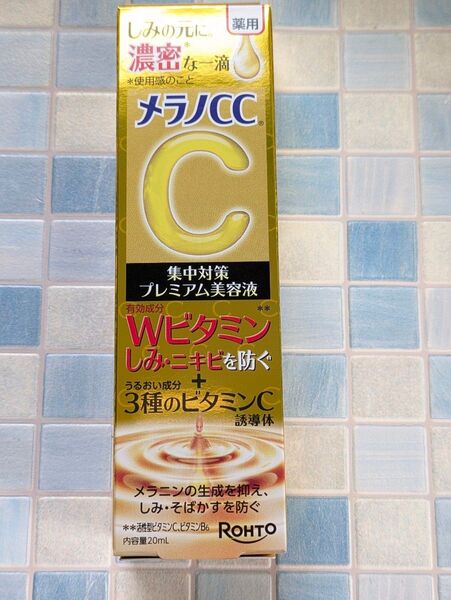 薬用
しみの元に。
濃密*な一滴
*使用感のこと
メラノCC®
C
集中対策
プレミアム美容液
有効成分
Wビタミン**
しみ・ニキビを防ぐ
+
うるおい成分
3種のビタミンC
誘導体
メラニンの生成を抑え、
しみ・そばかすを防ぐ
**活性型ビタミンC、ビタミンB6
内容量20mL
ROHTO